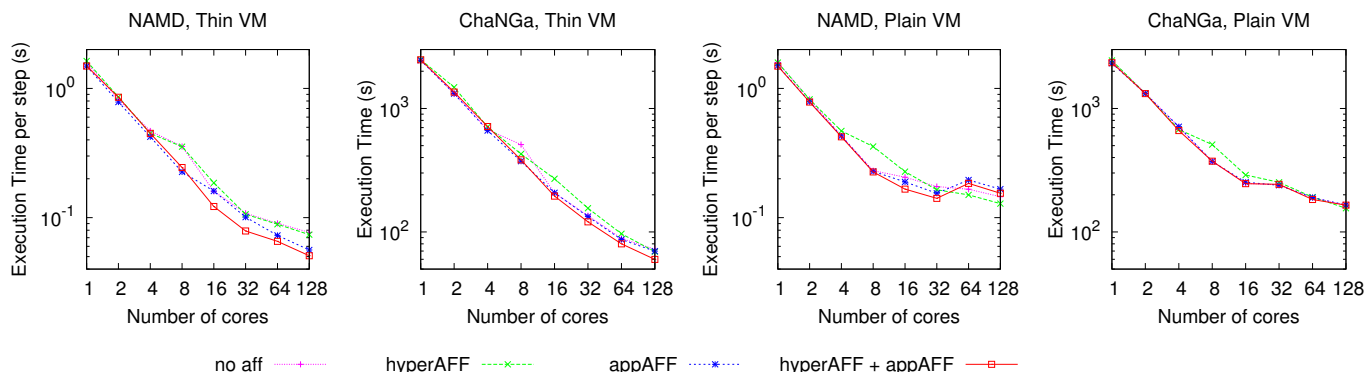 NAMD, Thin VM
Execution Time per step (s)
10^0
10^-1
1 2 4 8 16 32 64 128
Number of cores
ChaNGa, Thin VM
Execution Time (s)
10^3
10^2
1 2 4 8 16 32 64 128
Number of cores
NAMD, Plain VM
Execution Time per step (s)
10^0
10^-1
1 2 4 8 16 32 64 128
Number of cores
ChaNGa, Plain VM
Execution Time (s)
10^3
10^2
1 2 4 8 16 32 64 128
Number of cores
no aff hyperAFF appAFF hyperAFF + appAFF